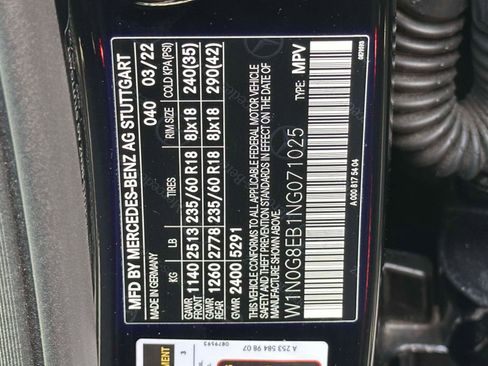 MFD BY MERCEDES-BENZ AG STUTTGART
MADE IN GERMANY 040 03/22
KG LB TIRES RIM SIZE COLD KPA(PSI)
GAWR FRONT 1140 2513 235/60 R18 8Jx18 240(35)
GAWR REAR 1260 2778 235/60 R18 8Jx18 290(42)
GVWR 2400 5291
THIS VEHICLE CONFORMS TO ALL APPLICABLE FEDERAL MOTOR VEHICLE
SAFETY, BUMPER AND THEFT PREVENTION STANDARDS IN EFFECT ON THE DATE OF
MANUFACTURE SHOWN ABOVE.
W1N0G8EB1NG071025 TYPE: MPV
A 000 817 54 04
A 253 584 98 07
0879593
3